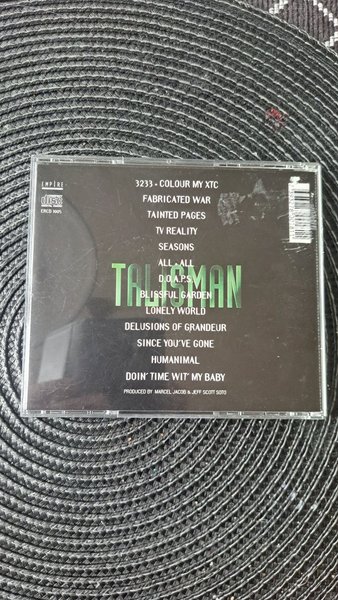 EMPIRE
3233 • COLOUR MY XTC
FABRICATED WAR
TAINTED PAGES
TV REALITY
SEASONS
ALL • ALL
D.O.A.P.S.
TALISMAN
BLISSFUL GARDEN
LONELY WORLD
DELUSIONS OF GRANDEUR
SINCE YOU'VE GONE
HUMANIMAL
DOIN' TIME WIT' MY BABY
PRODUCED BY MARCEL JACOB & JEFF SCOTT SOTO